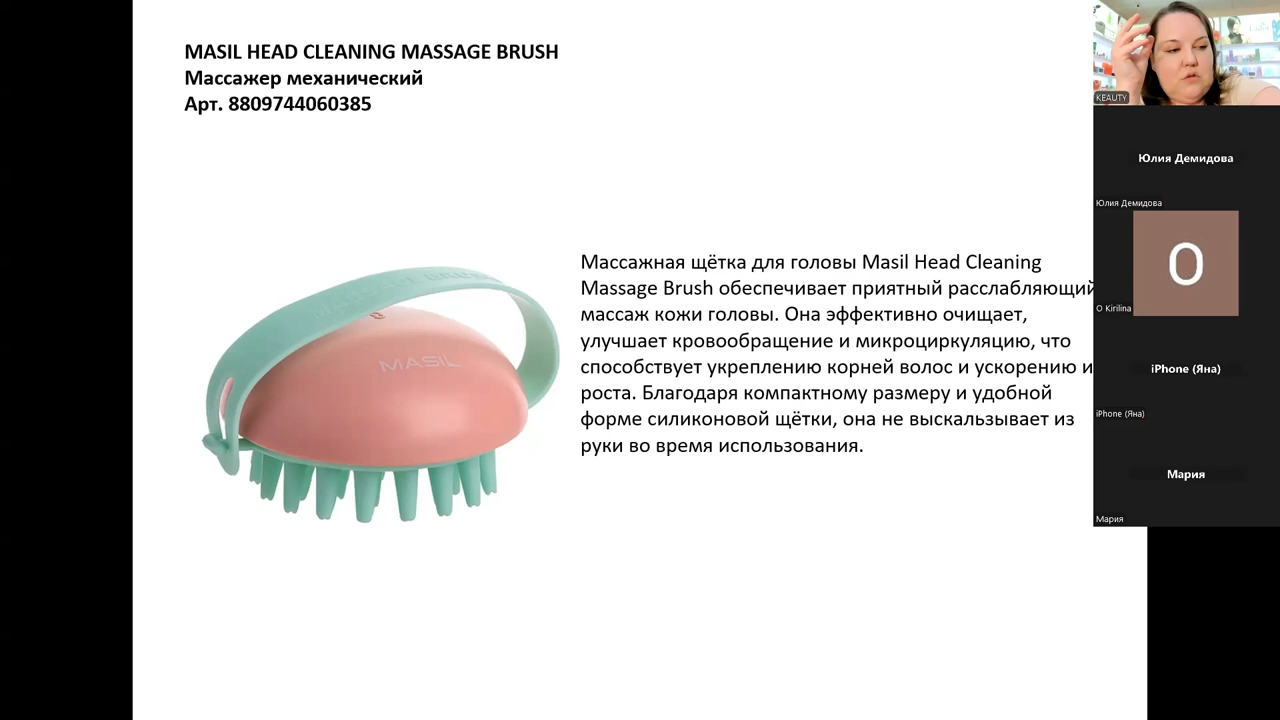 MASIL HEAD CLEANING MASSAGE BRUSH
Массажер механический
Арт. 8809744060385
MASIL
Массажная щётка для головы Masil Head Cleaning
Massage Brush обеспечивает приятный расслабляющий
массаж кожи головы. Она эффективно очищает,
улучшает кровообращение и микроциркуляцию, что
способствует укреплению корней волос и ускорению и
роста. Благодаря компактному размеру и удобной
форме силиконовой щётки, она не выскальзывает из
руки во время использования.
KEAUTY
Юлия Демидова
Юлия Демидова
O
O Kirilina
iPhone (Яна)
iPhone (Яна)
Мария
Мария